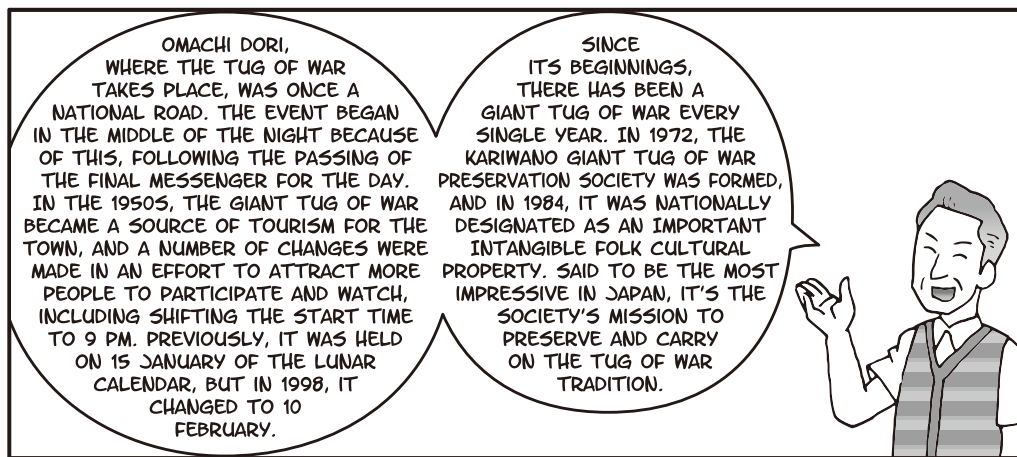 OMACHI DORI,
WHERE THE TUG OF WAR
TAKES PLACE, WAS ONCE A
NATIONAL ROAD. THE EVENT BEGAN
IN THE MIDDLE OF THE NIGHT BECAUSE
OF THIS, FOLLOWING THE PASSING OF
THE FINAL MESSENGER FOR THE DAY.
IN THE 1950S, THE GIANT TUG OF WAR
BECAME A SOURCE OF TOURISM FOR THE
TOWN, AND A NUMBER OF CHANGES WERE
MADE IN AN EFFORT TO ATTRACT MORE
PEOPLE TO PARTICIPATE AND WATCH,
INCLUDING SHIFTING THE START TIME
TO 9 PM. PREVIOUSLY, IT WAS HELD
ON 15 JANUARY OF THE LUNAR
CALENDAR, BUT IN 1998, IT
CHANGED TO 10
FEBRUARY.
SINCE
ITS BEGINNINGS,
THERE HAS BEEN A
GIANT TUG OF WAR EVERY
SINGLE YEAR. IN 1972, THE
KARIWANO GIANT TUG OF WAR
PRESERVATION SOCIETY WAS FORMED,
AND IN 1984, IT WAS NATIONALLY
DESIGNATED AS AN IMPORTANT
INTANGIBLE FOLK CULTURAL
PROPERTY. SAID TO BE THE MOST
IMPRESSIVE IN JAPAN, IT'S THE
SOCIETY'S MISSION TO
PRESERVE AND CARRY
ON THE TUG OF WAR
TRADITION.